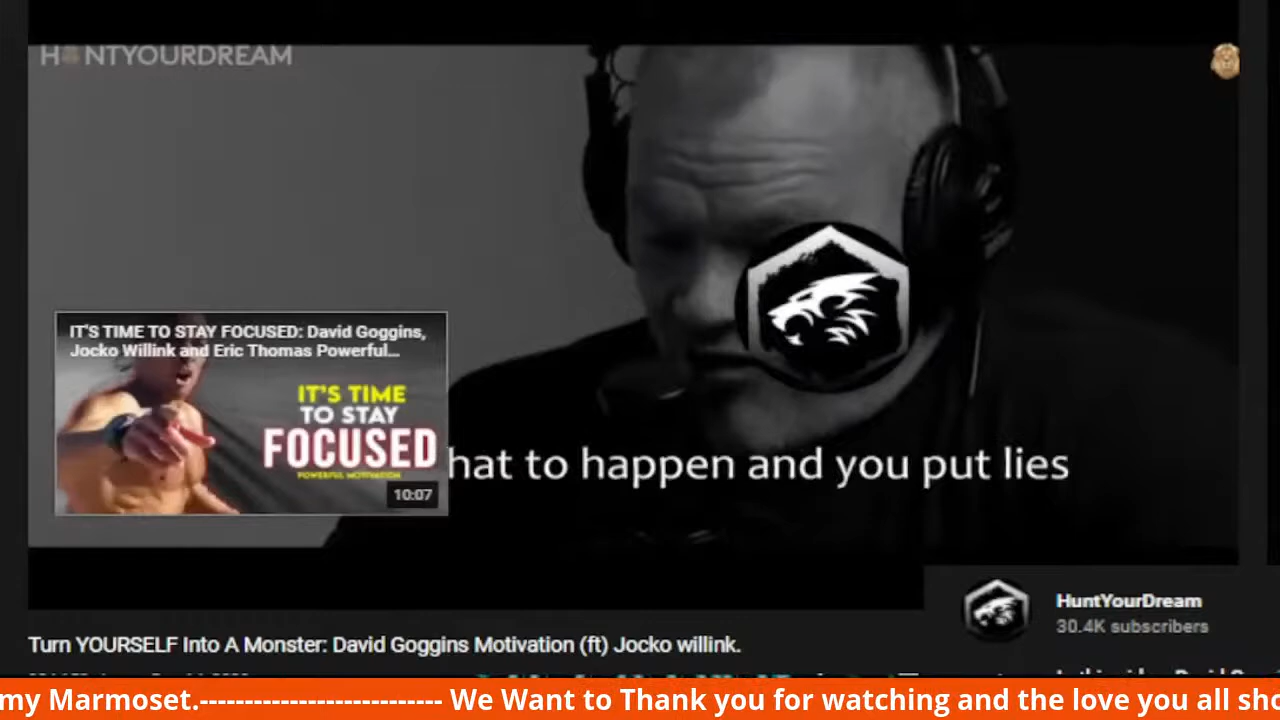 HUNTYOURDREAM
IT'S TIME TO STAY FOCUSED: David Goggins,
Jocko Willink and Eric Thomas Powerful...
IT'S TIME
TO STAY
FOCUSED
POWERFUL MOTIVATION
10:07
hat to happen and you put lies
HuntYourDream
30.4K subscribers
Turn YOURSELF Into A Monster: David Goggins Motivation (ft) Jocko willink.
my Marmoset.--------------------------- We Want to Thank you for watching and the love you all sho